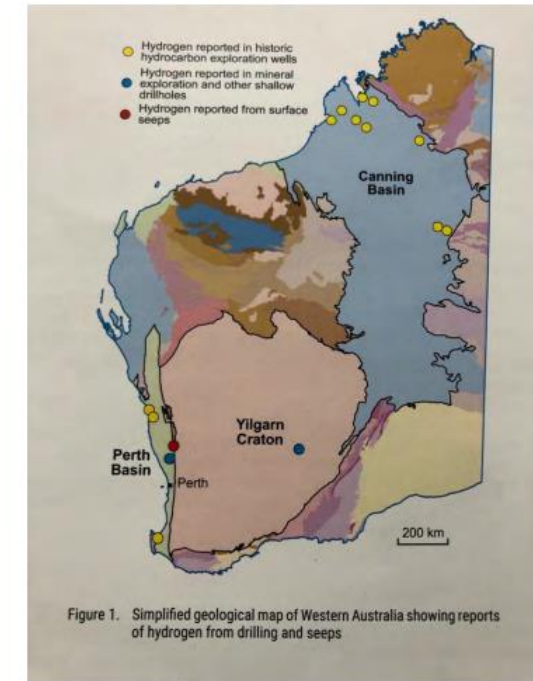 Hydrogen reported in historic
hydrocarbon exploration wells
Hydrogen reported in mineral
exploration and other shallow
drillholes
Hydrogen reported from surface
seeps
Canning
Basin
Yilgarn
Craton
Perth
Basin
Perth
200 km
Figure 1. Simplified geological map of Western Australia showing reports
of hydrogen from drilling and seeps